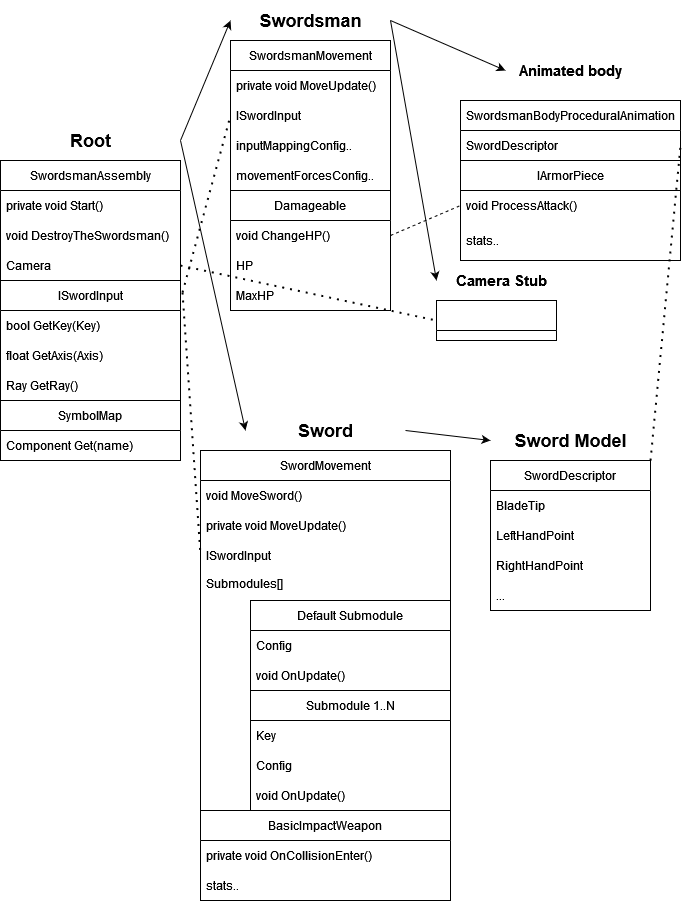 Swordsman
SwordsmanMovement
private void MoveUpdate()
ISwordInput
inputMappingConfig..
movementForcesConfig..
Damageable
void ChangeHP()
HP
MaxHP
Animated body
SwordsmanBodyProceduralAnimation
SwordDescriptor
IArmorPiece
void ProcessAttack()
stats..
Root
SwordsmanAssembly
private void Start()
void DestroyTheSwordsman()
Camera
ISwordInput
bool GetKey(Key)
float GetAxis(Axis)
Ray GetRay()
SymbolMap
Component Get(name)
Camera Stub
Sword
SwordMovement
void MoveSword()
private void MoveUpdate()
ISwordInput
Submodules[]
Default Submodule
Config
void OnUpdate()
Submodule 1..N
Key
Config
void OnUpdate()
BasicImpactWeapon
private void OnCollisionEnter()
stats..
Sword Model
SwordDescriptor
BladeTip
LeftHandPoint
RightHandPoint
...